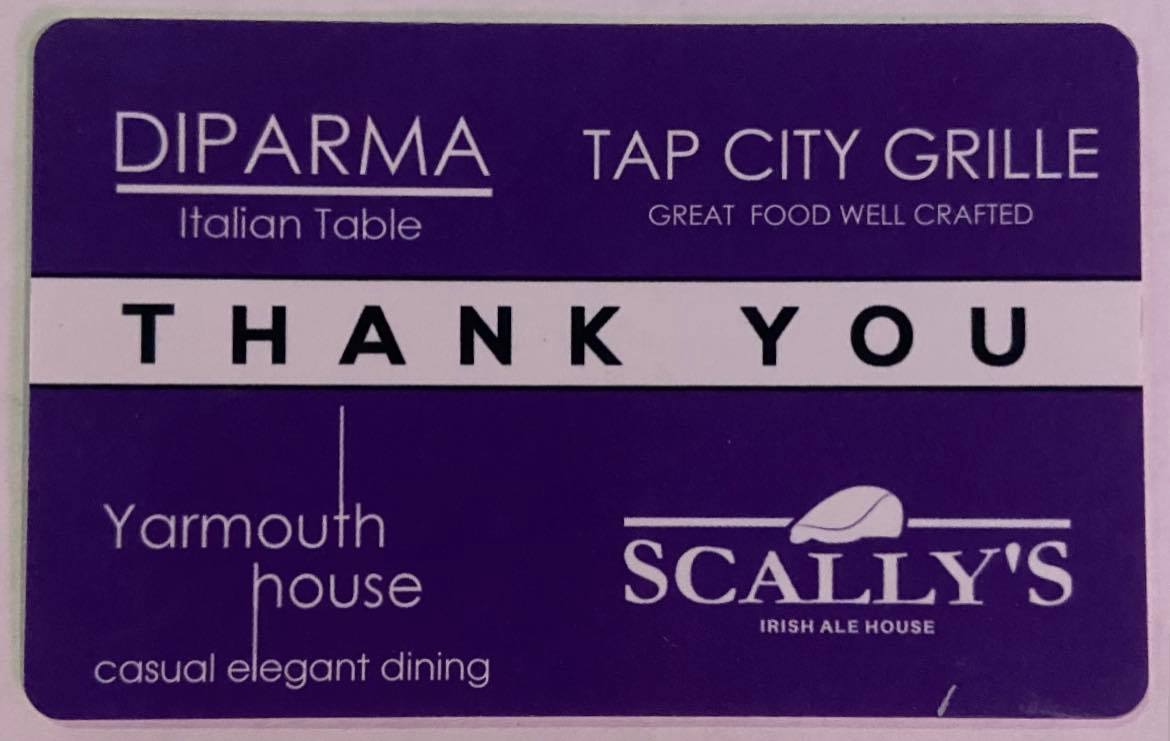 DIPARMA
Italian Table
TAP CITY GRILLE
GREAT FOOD WELL CRAFTED
THANK YOU
Yarmouth
house
casual elegant dining
SCALLY'S
IRISH ALE HOUSE